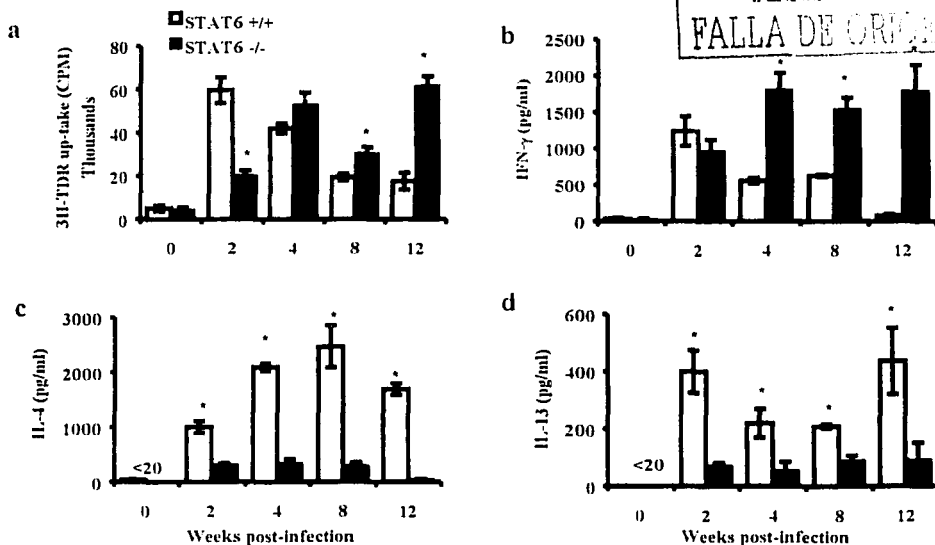 FALLA DE ORIGEN
STAT6 +/+
STAT6 -/-
a
3H-TDR up-take (CPM)
Thousands
80
60
40
20
0
0 2 4 8 12
* * *
b
IFN-γ (pg/ml)
2500
2000
1500
1000
500
0
0 2 4 8 12
* * *
c
IL-4 (pg/ml)
3000
2000
1000
0
<20
* * * *
0 2 4 8 12
Weeks post-infection
d
IL-13 (pg/ml)
600
400
200
0
<20
* * * *
0 2 4 8 12
Weeks post-infection